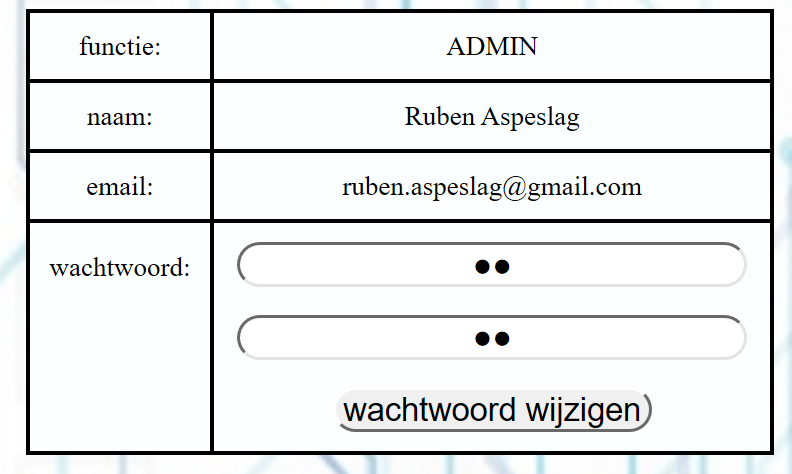 functie: ADMIN
naam: Ruben Aspeslag
email: ruben.aspeslag@gmail.com
wachtwoord: ●●
●●
wachtwoord wijzigen